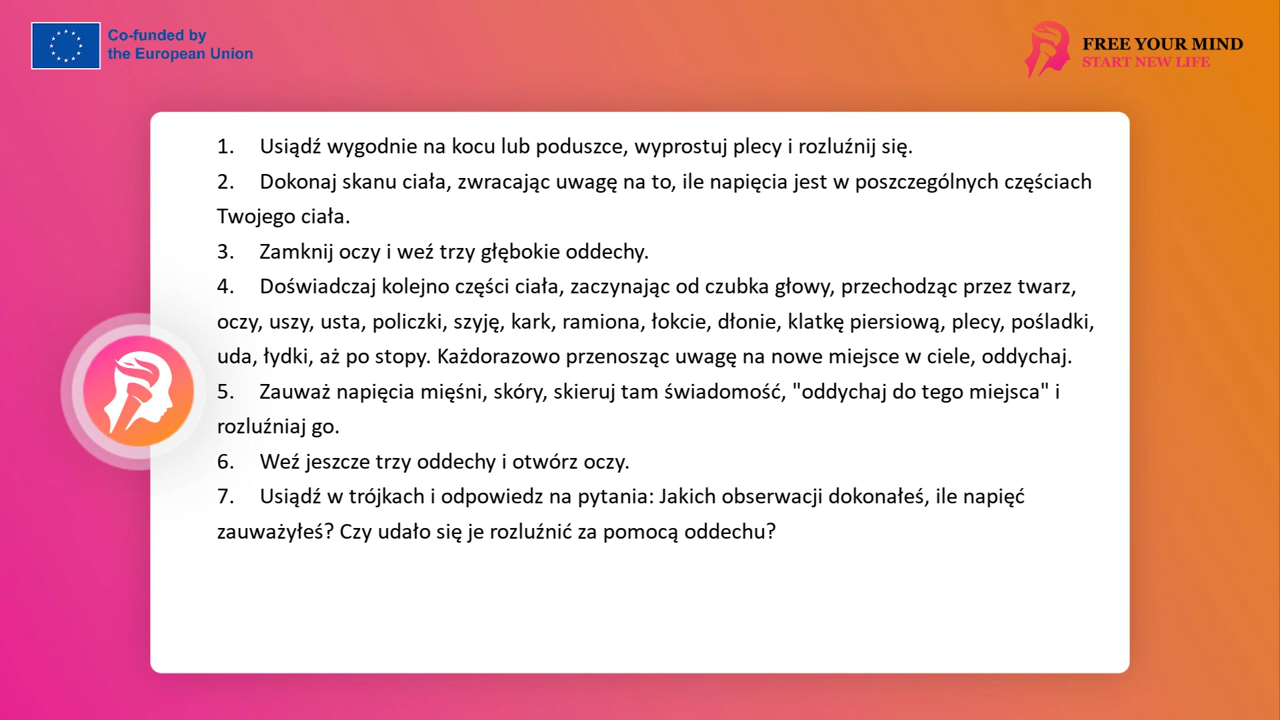 Co-funded by
the European Union
FREE YOUR MIND
START NEW LIFE
1. Usiądź wygodnie na kocu lub poduszce, wyprostuj plecy i rozluźnij się.
2. Dokonaj skanu ciała, zwracając uwagę na to, ile napięcia jest w poszczególnych częściach
Twojego ciała.
3. Zamknij oczy i weź trzy głębokie oddechy.
4. Doświadczaj kolejno części ciała, zaczynając od czubka głowy, przechodząc przez twarz,
oczy, uszy, usta, policzki, szyję, kark, ramiona, łokcie, dłonie, klatkę piersiową, plecy, pośladki,
uda, łydki, aż po stopy. Każdorazowo przenosząc uwagę na nowe miejsce w ciele, oddychaj.
5. Zauważ napięcia mięśni, skóry, skieruj tam świadomość, "oddychaj do tego miejsca" i
rozluźniaj go.
6. Weź jeszcze trzy oddechy i otwórz oczy.
7. Usiądź w trójkach i odpowiedz na pytania: Jakich obserwacji dokonałeś, ile napięć
zauważyłeś? Czy udało się je rozluźnić za pomocą oddechu?